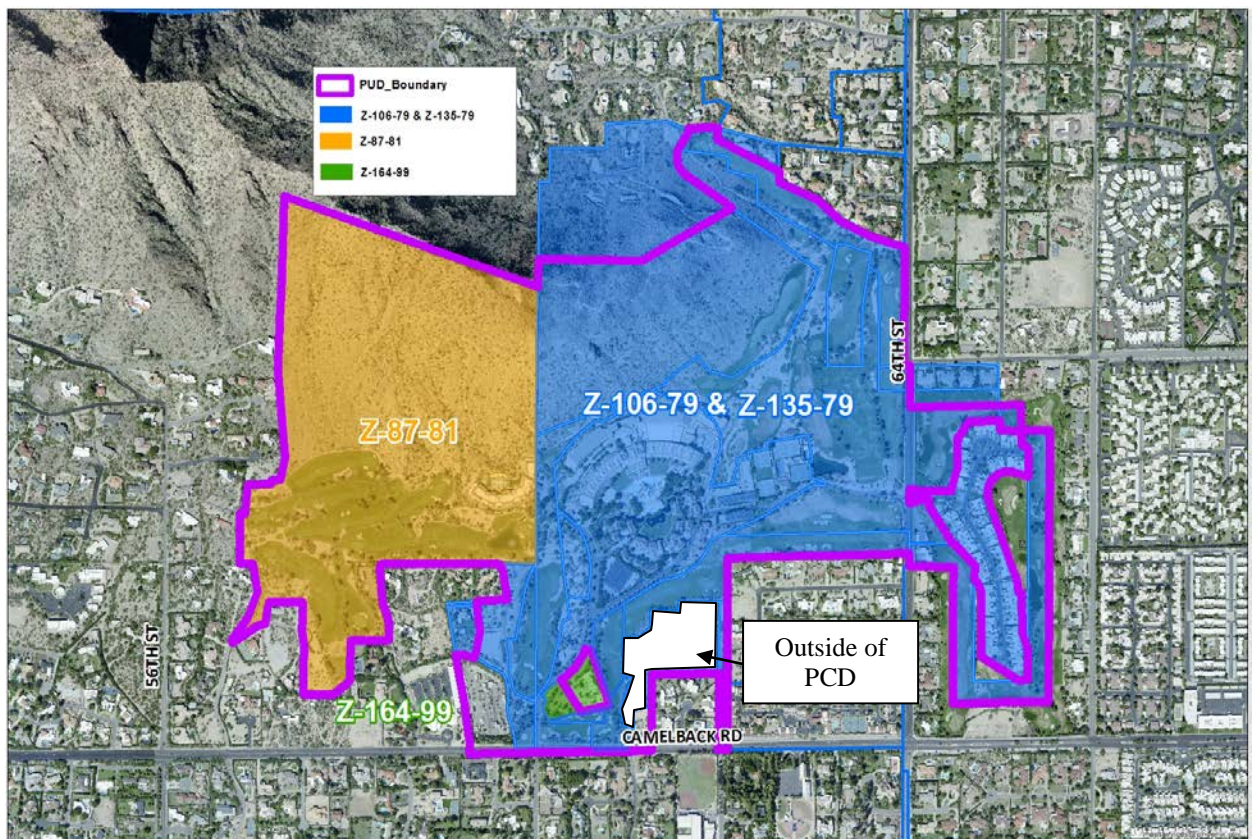 PUD_Boundary
Z-106-79 & Z-135-79
Z-87-81
Z-164-99
64TH ST
Z-106-79 & Z-135-79
Z-87-81
56TH ST
Outside of
PCD
Z-164-99
CAMELBACK RD